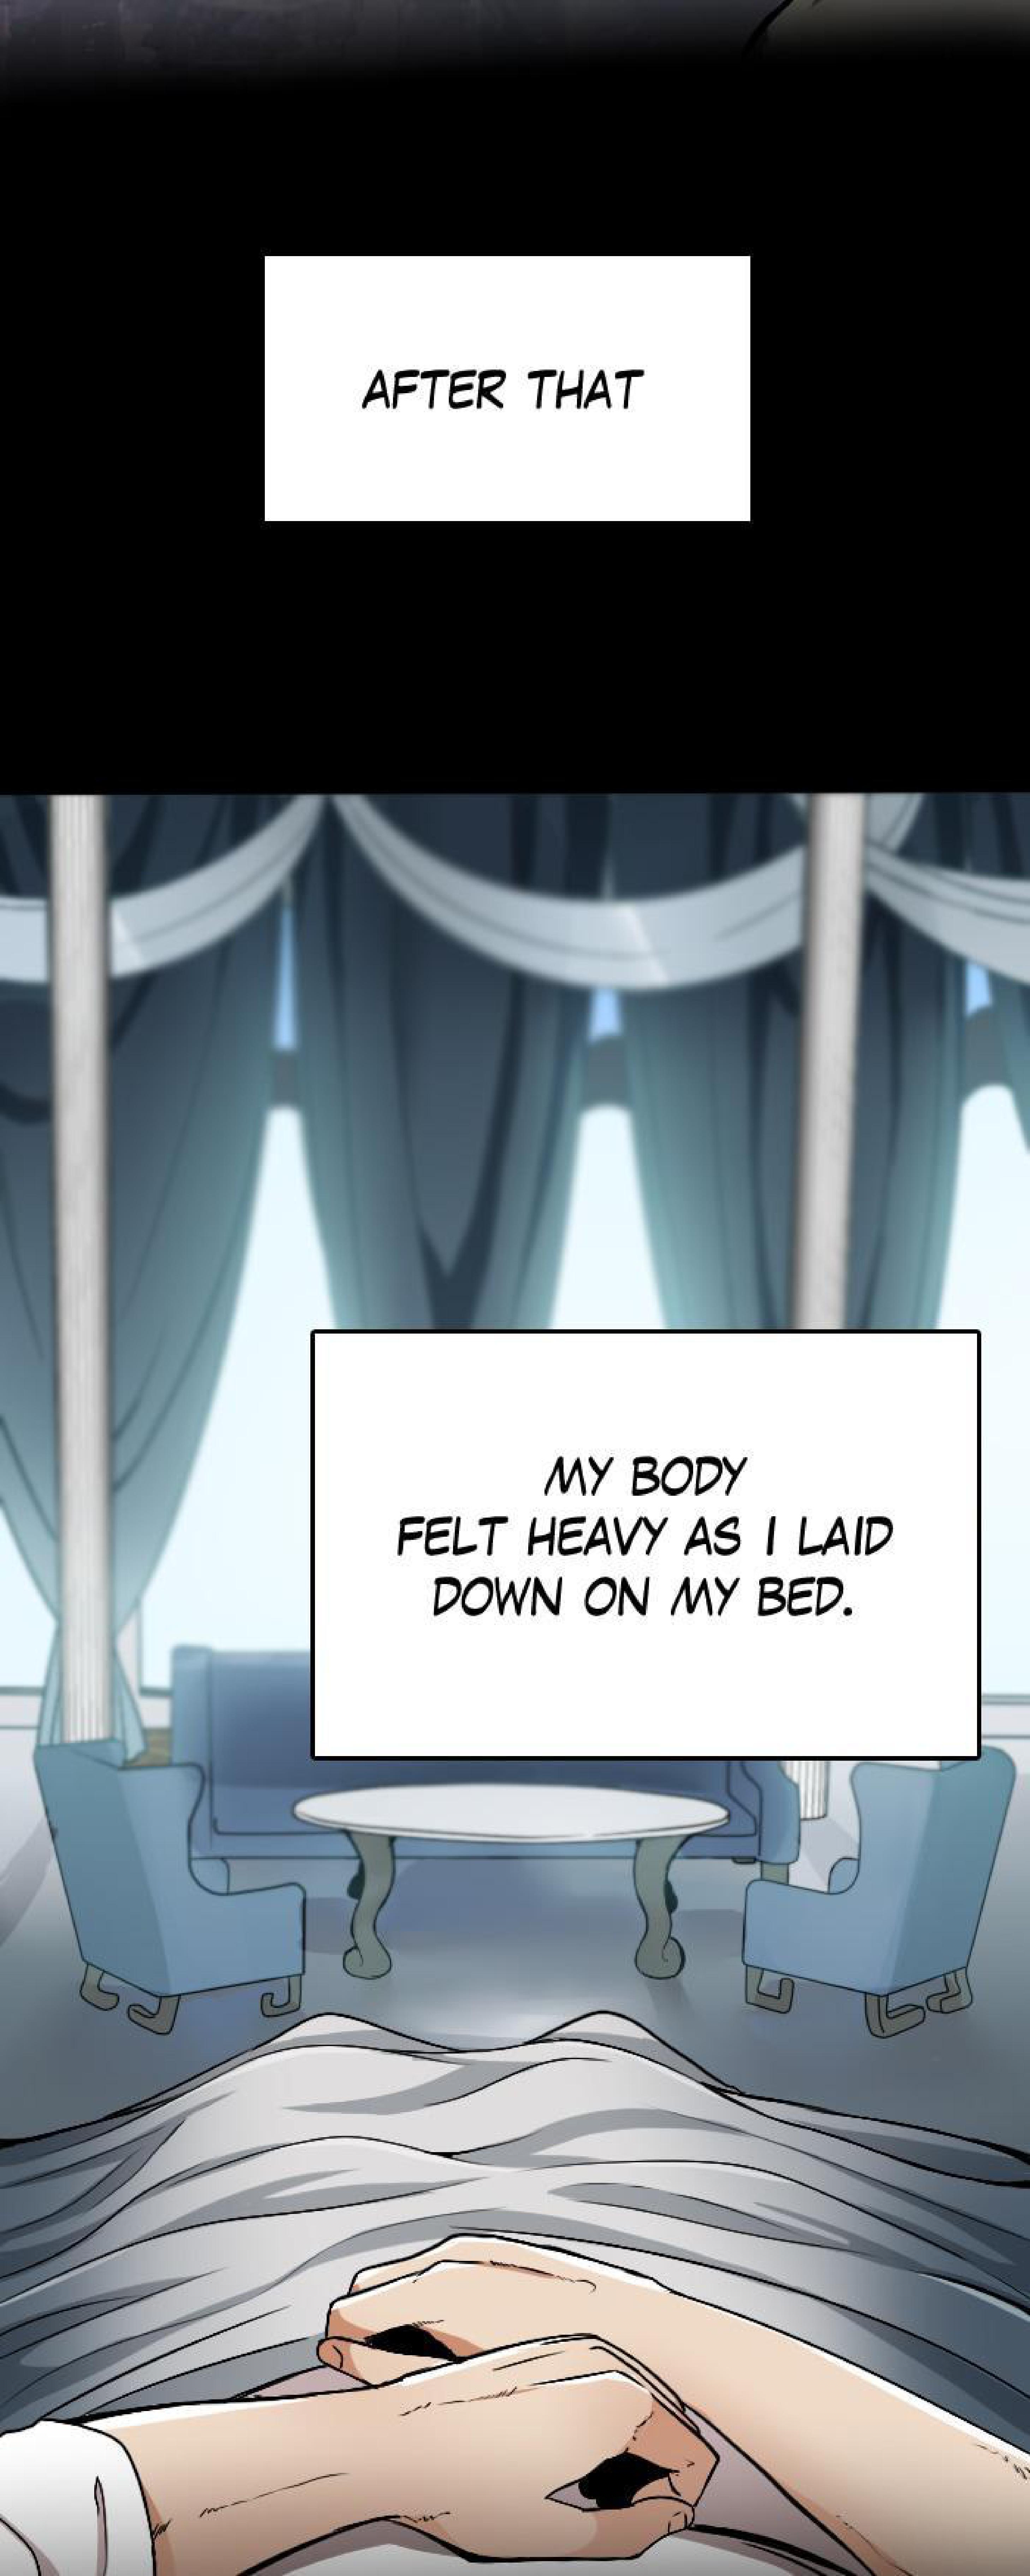 AFTER THAT
MY BODY
FELT HEAVY AS I LAID
DOWN ON MY BED.